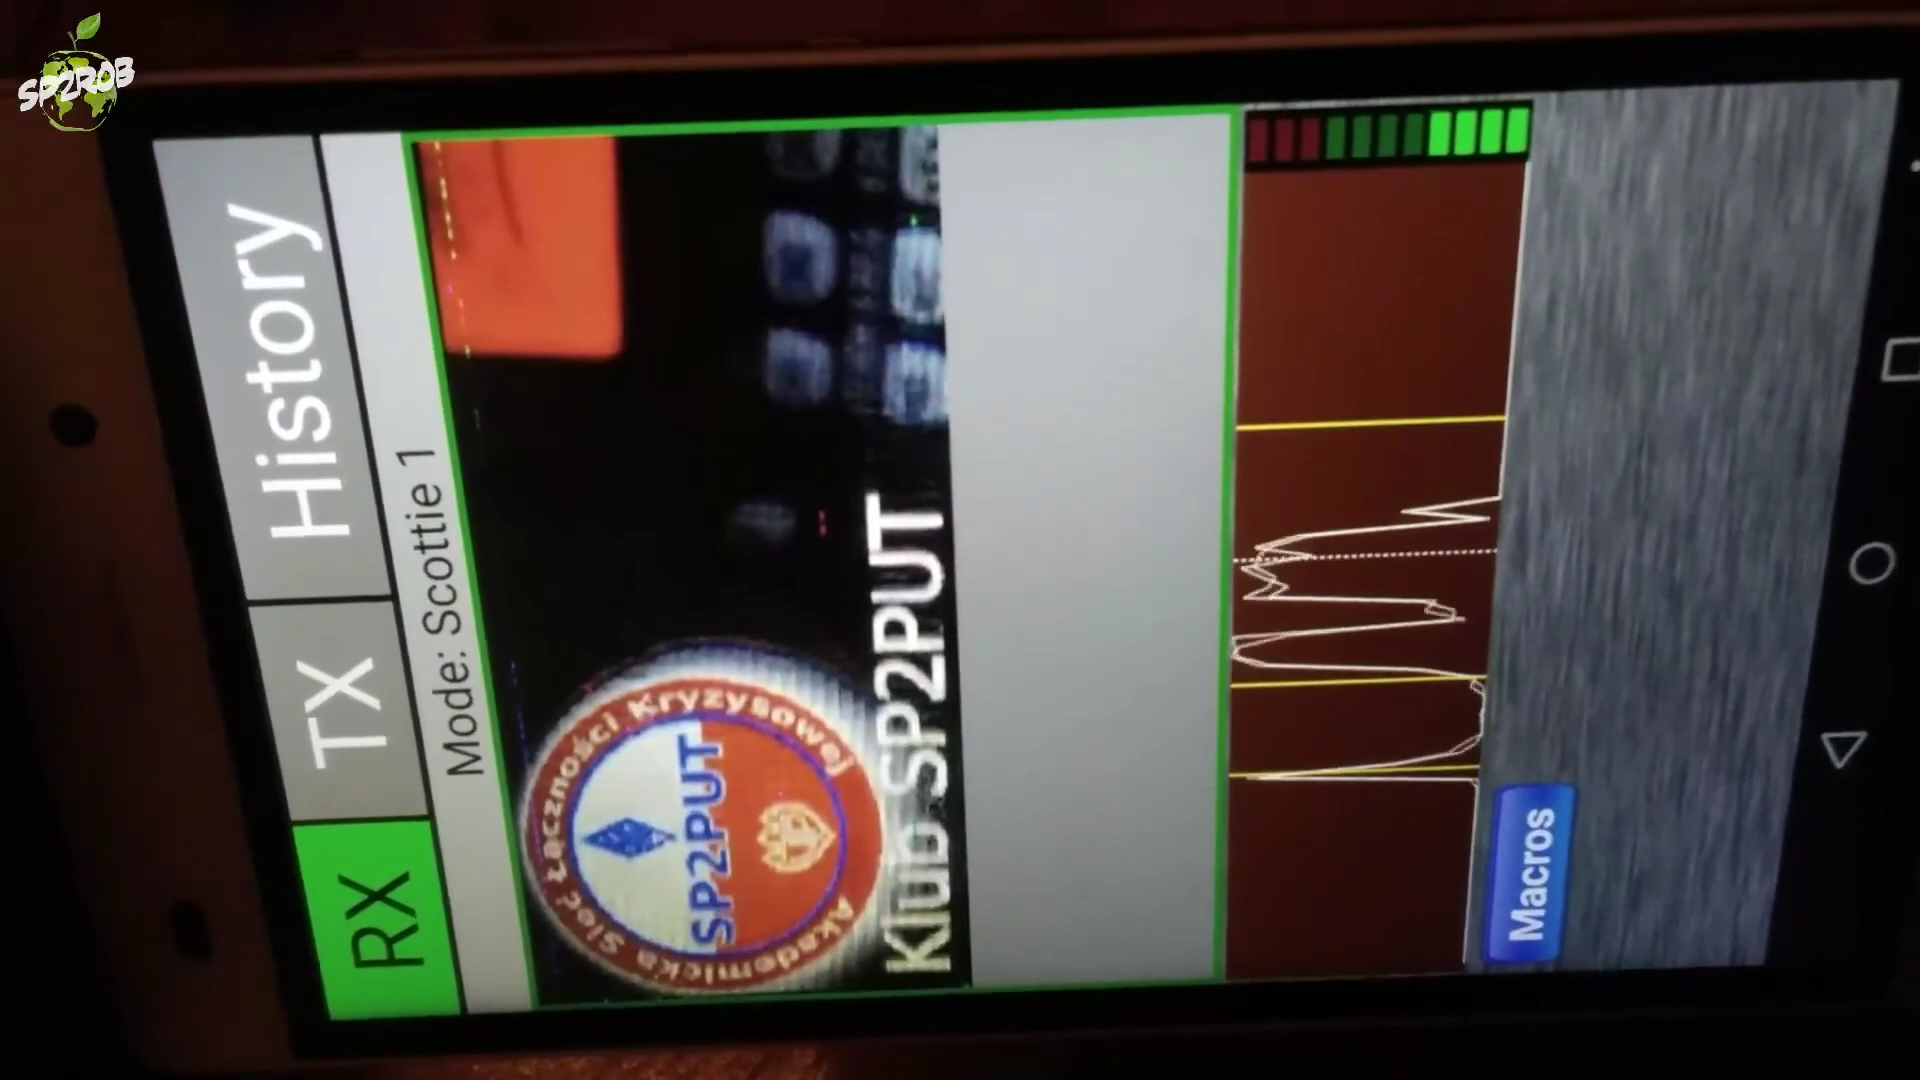 SP2ROB
RX
TX
History
Mode: Scottie 1
Akademicka Sieć Łączności Kryzysowej
SP2PUT
Klub SP2PUT
Macros